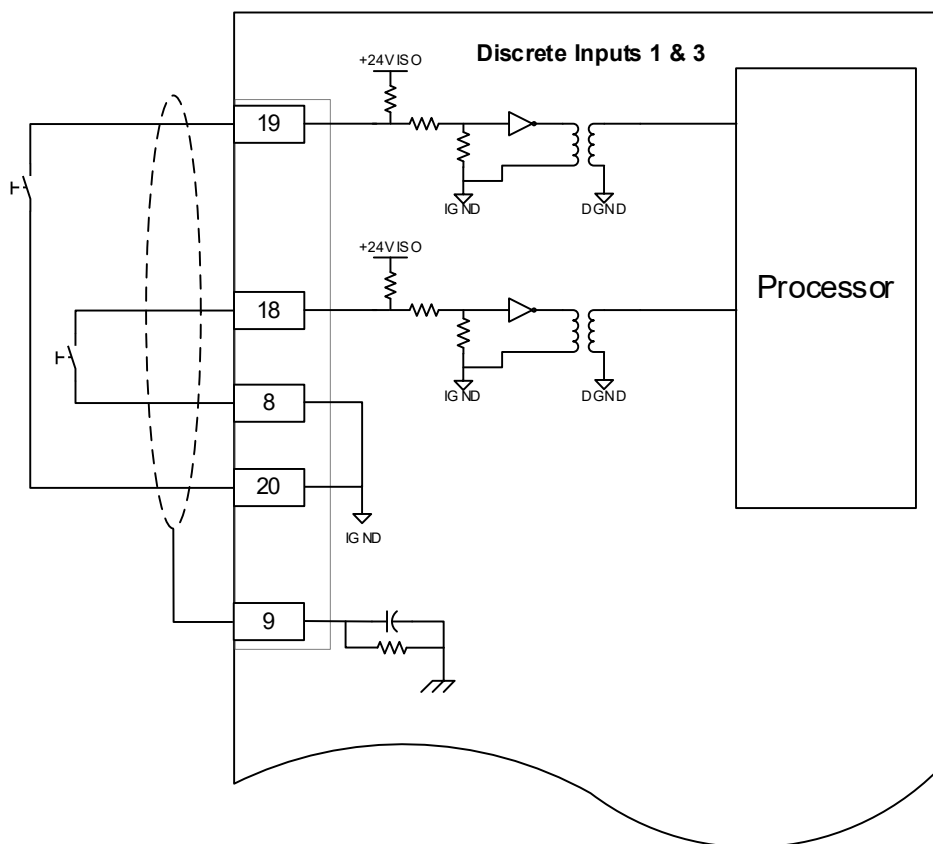 Discrete Inputs 1 & 3
+24VISO
19
IGND
DGND
+24VISO
18
Processor
IGND
DGND
8
20
IGND
9